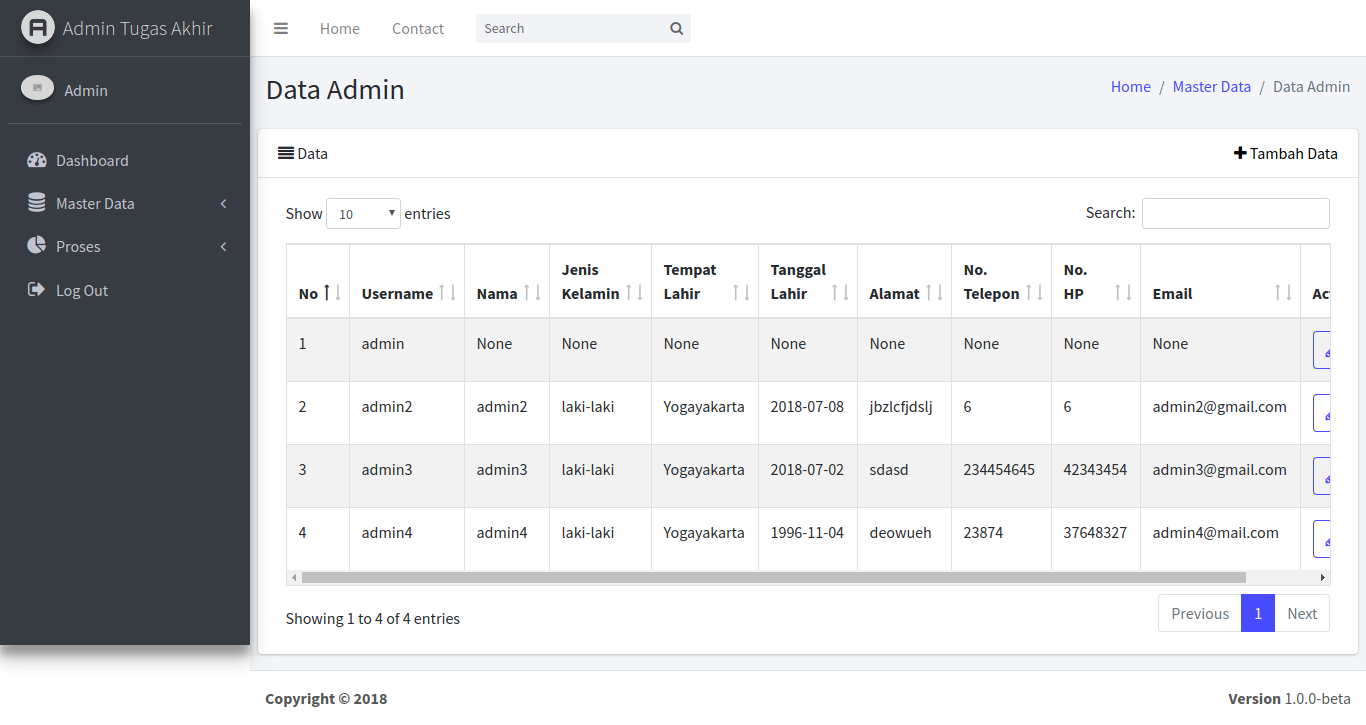 Admin Tugas Akhir
Home Contact Search
Admin
Data Admin
Home / Master Data / Data Admin
Dashboard
Master Data
Proses
Log Out
Data
Tambah Data
Show 10 entries
Search:
No Username Nama Jenis Kelamin Tempat Lahir Tanggal Lahir Alamat No. Telepon No. HP Email
1 admin None None None None None None None None
2 admin2 admin2 laki-laki Yogayakarta 2018-07-08 jbzlcfjdslj 6 6 admin2@gmail.com
3 admin3 admin3 laki-laki Yogayakarta 2018-07-02 sdasd 234454645 42343454 admin3@gmail.com
4 admin4 admin4 laki-laki Yogayakarta 1996-11-04 deowueh 23874 37648327 admin4@mail.com
Showing 1 to 4 of 4 entries
Previous 1 Next
Copyright © 2018
Version 1.0.0-beta